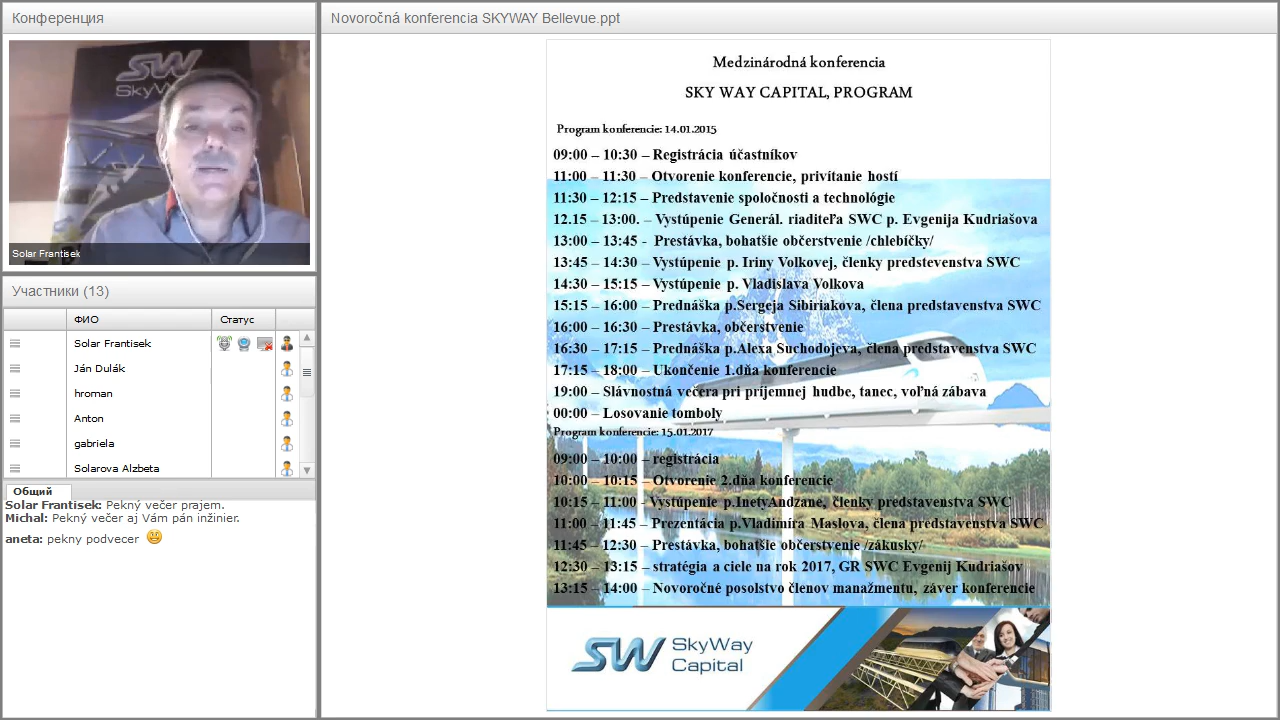 Конференция
SW
SkyW
Solar Frantisek
Участники (13)
ФИО
Статус
Solar Frantisek
Ján Dulák
hroman
Anton
gabriela
Solarova Alzbeta
Общий
Solar Frantisek: Pekný večer prajem.
Michal: Pekný večer aj Vám pán inžinier.
aneta: pekny podvecer
Novoročná konferencia SKYWAY Bellevue.ppt
Medzinárodná konferencia
SKY WAY CAPITAL, PROGRAM
Program konferencie: 14.01.2015
09:00 – 10:30 – Registrácia účastníkov
11:00 – 11:30 – Otvorenie konferencie, privítanie hostí
11:30 – 12:15 – Predstavenie spoločnosti a technológie
12.15 – 13:00. – Vystúpenie Generál. riaditeľa SWC p. Evgenija Kudriašova
13:00 – 13:45 - Prestávka, bohatšie občerstvenie /chlebíčky/
13:45 – 14:30 – Vystúpenie p. Iriny Volkovej, členky predstevenstva SWC
14:30 – 15:15 – Vystúpenie p. Vladislava Volkova
15:15 – 16:00 – Prednáška p.Sergeja Sibiriakova, člena predstavenstva SWC
16:00 – 16:30 – Prestávka, občerstvenie
16:30 – 17:15 – Prednáška p.Alexa Suchodojeva, člena predstavenstva SWC
17:15 – 18:00 – Ukončenie 1.dňa konferencie
19:00 – Slávnostná večera pri príjemnej hudbe, tanec, voľná zábava
00:00 – Losovanie tomboly
Program konferencie: 15.01.2017
09:00 – 10:00 – registrácia
10:00 – 10:15 – Otvorenie 2.dňa konferencie
10:15 – 11:00 - Vystúpenie p.InetyAndzane, členky predstavenstva SWC
11:00 – 11:45 – Prezentácia p.Vladimíra Maslova, člena predstavenstva SWC
11:45 – 12:30 – Prestávka, bohatšie občerstvenie /zákusky/
12:30 – 13:15 – stratégia a ciele na rok 2017, GR SWC Evgenij Kudriašov
13:15 – 14:00 – Novoročné posolstvo členov manažmentu, záver konferencie
SW SkyWay
Capital